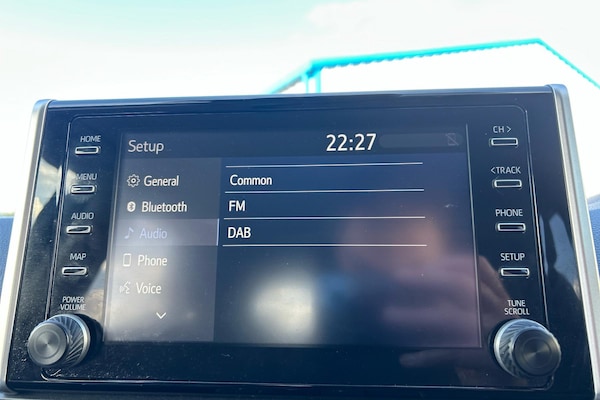 HOME
MENU
AUDIO
MAP
POWER
VOLUME
Setup
22:27
General
Bluetooth
Audio
Phone
Voice
Common
FM
DAB
CH >
<TRACK
PHONE
SETUP
TUNE
SCROLL